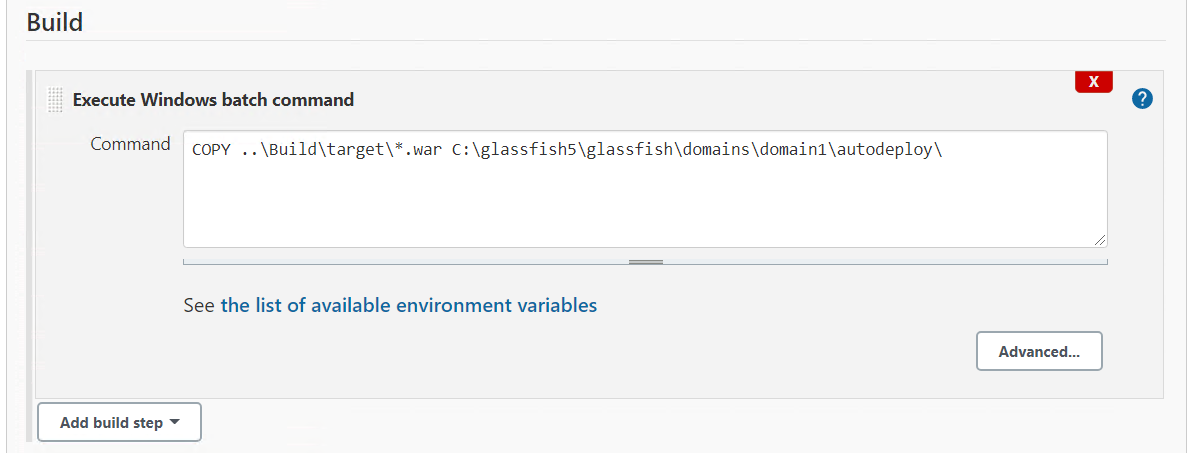 Build
X
Execute Windows batch command
?
Command
COPY ..\Build\target\*.war C:\glassfish5\glassfish\domains\domain1\autodeploy\
See the list of available environment variables
Advanced...
Add build step